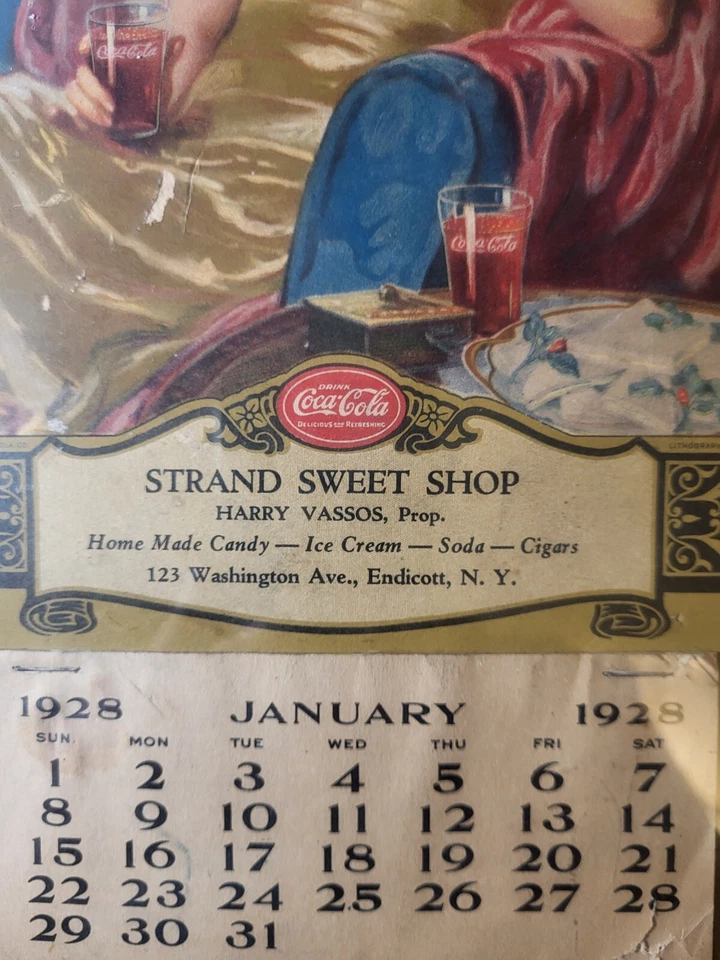 Coca-Cola
Coca-Cola
DRINK
Coca-Cola
DELICIOUS AND REFRESHING
STRAND SWEET SHOP
HARRY VASSOS, Prop.
Home Made Candy — Ice Cream — Soda — Cigars
123 Washington Ave., Endicott, N. Y.
1928 JANUARY 1928
SUN. MON TUE WED THU FRI SAT
1 2 3 4 5 6 7
8 9 10 11 12 13 14
15 16 17 18 19 20 21
22 23 24 25 26 27 28
29 30 31